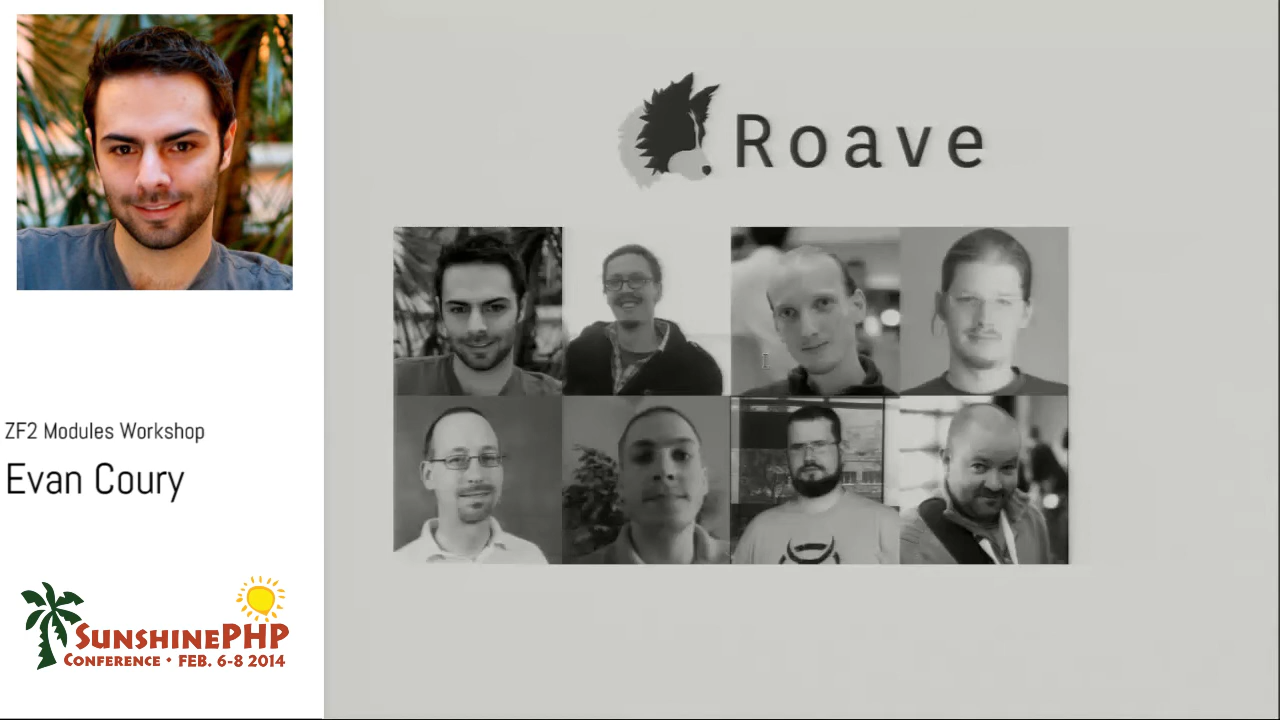 ZF2 Modules Workshop
Evan Coury
SUNSHINEPHP
CONFERENCE • FEB. 6-8 2014
Roave